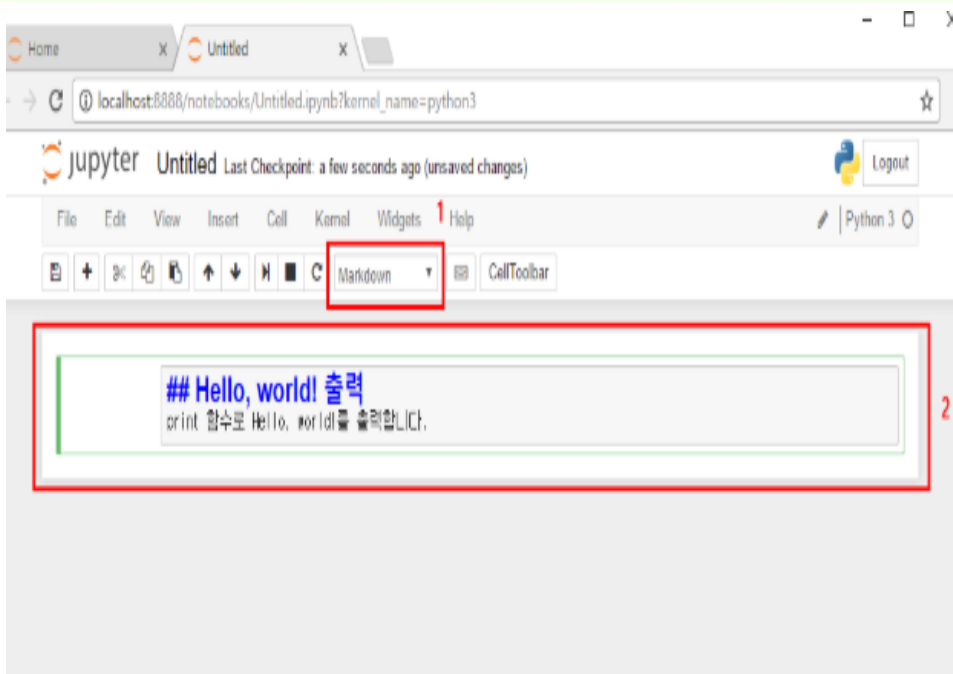 Home Untitled
localhost:8888/notebooks/Untitled.ipynb?kernel_name=python3
jupyter Untitled Last Checkpoint: a few seconds ago (unsaved changes) Logout
File Edit View Insert Cell Kernel Widgets 1 Help Python 3
Markdown CellToolbar
## Hello, world! 출력
print 함수로 Hello, world!를 출력합니다.
2